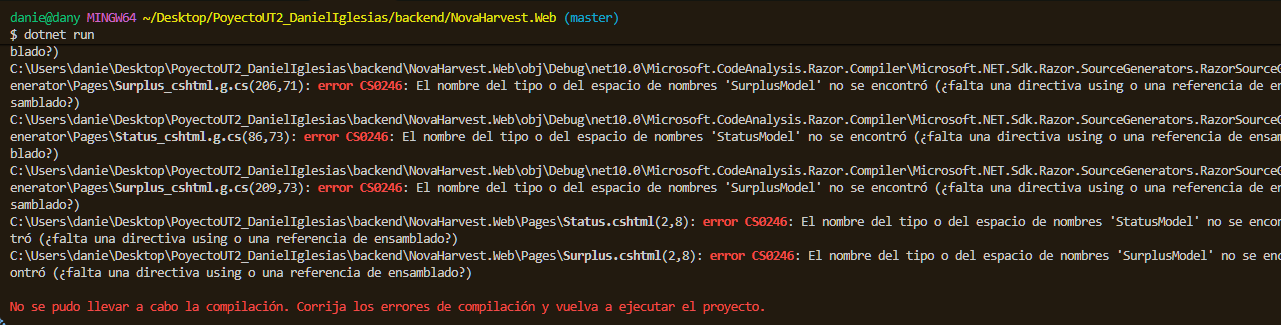 danie@dany MINGW64 ~/Desktop/PoyectoUT2_DanielIglesias/backend/NovaHarvest.Web (master)
$ dotnet run
blado?)
C:\Users\danie\Desktop\PoyectoUT2_DanielIglesias\backend\NovaHarvest.Web\obj\Debug\net10.0\Microsoft.CodeAnalysis.Razor.Compiler\Microsoft.NET.Sdk.Razor.SourceGenerators.RazorSourceG
enerator\Pages\Surplus_cshtml.g.cs(206,71): error CS0246: El nombre del tipo o del espacio de nombres 'SurplusModel' no se encontró (¿falta una directiva using o una referencia de en
samblado?)
C:\Users\danie\Desktop\PoyectoUT2_DanielIglesias\backend\NovaHarvest.Web\obj\Debug\net10.0\Microsoft.CodeAnalysis.Razor.Compiler\Microsoft.NET.Sdk.Razor.SourceGenerators.RazorSourceG
enerator\Pages\Status_cshtml.g.cs(86,73): error CS0246: El nombre del tipo o del espacio de nombres 'StatusModel' no se encontró (¿falta una directiva using o una referencia de ensam
blado?)
C:\Users\danie\Desktop\PoyectoUT2_DanielIglesias\backend\NovaHarvest.Web\obj\Debug\net10.0\Microsoft.CodeAnalysis.Razor.Compiler\Microsoft.NET.Sdk.Razor.SourceGenerators.RazorSourceG
enerator\Pages\Surplus_cshtml.g.cs(209,73): error CS0246: El nombre del tipo o del espacio de nombres 'SurplusModel' no se encontró (¿falta una directiva using o una referencia de en
samblado?)
C:\Users\danie\Desktop\PoyectoUT2_DanielIglesias\backend\NovaHarvest.Web\Pages\Status.cshtml(2,8): error CS0246: El nombre del tipo o del espacio de nombres 'StatusModel' no se encon
tró (¿falta una directiva using o una referencia de ensamblado?)
C:\Users\danie\Desktop\PoyectoUT2_DanielIglesias\backend\NovaHarvest.Web\Pages\Surplus.cshtml(2,8): error CS0246: El nombre del tipo o del espacio de nombres 'SurplusModel' no se enc
ontró (¿falta una directiva using o una referencia de ensamblado?)
No se pudo llevar a cabo la compilación. Corrija los errores de compilación y vuelva a ejecutar el proyecto.